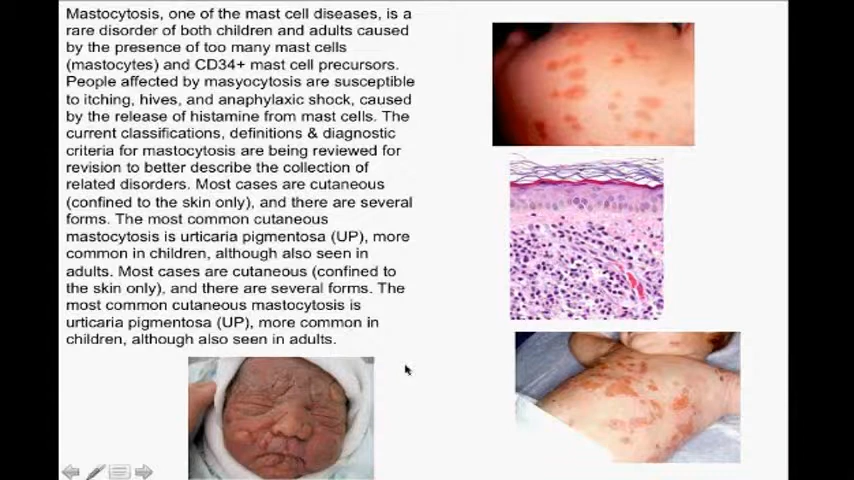 Mastocytosis, one of the mast cell diseases, is a
rare disorder of both children and adults caused
by the presence of too many mast cells
(mastocytes) and CD34+ mast cell precursors.
People affected by masyocytosis are susceptible
to itching, hives, and anaphylaxic shock, caused
by the release of histamine from mast cells. The
current classifications, definitions & diagnostic
criteria for mastocytosis are being reviewed for
revision to better describe the collection of
related disorders. Most cases are cutaneous
(confined to the skin only), and there are several
forms. The most common cutaneous
mastocytosis is urticaria pigmentosa (UP), more
common in children, although also seen in
adults. Most cases are cutaneous (confined to
the skin only), and there are several forms. The
most common cutaneous mastocytosis is
urticaria pigmentosa (UP), more common in
children, although also seen in adults.